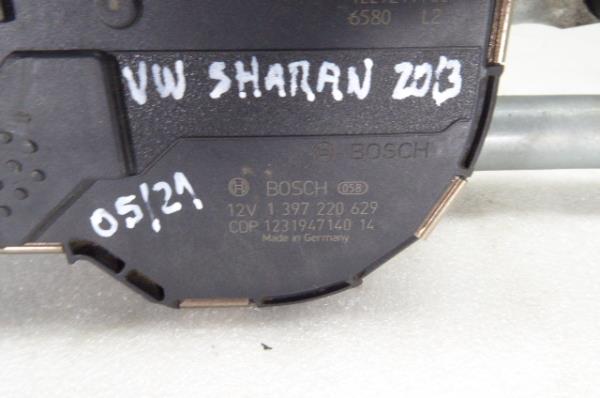 6580 L2
VW SHARAN 2013
BOSCH
05/21
BOSCH 058
12V 1 397 220 629
CDP 1231947140 14
Made in Germany